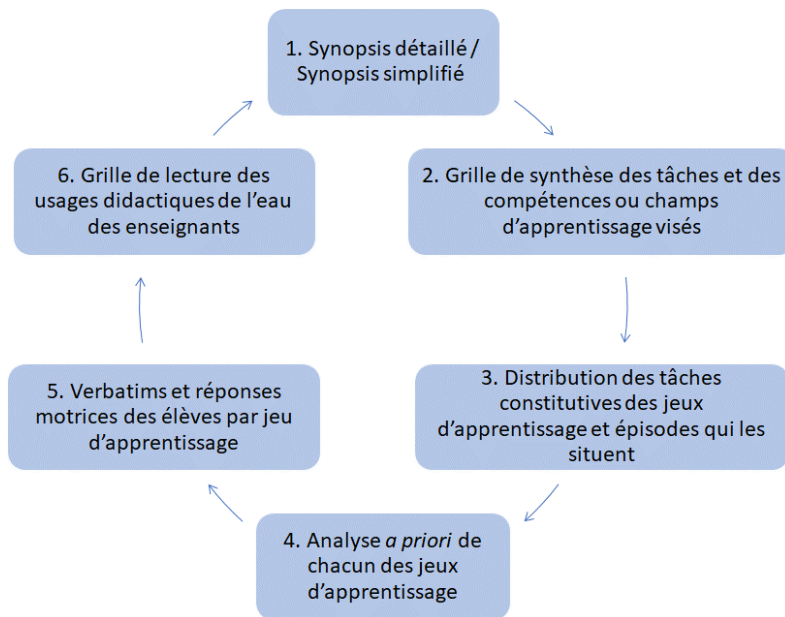 1. Synopsis détaillé /
Synopsis simplifié
2. Grille de synthèse des tâches et des
compétences ou champs
d’apprentissage visés
3. Distribution des tâches
constitutives des jeux
d’apprentissage et épisodes qui les
situent
4. Analyse a priori de
chacun des jeux
d’apprentissage
5. Verbatims et réponses
motrices des élèves par jeu
d’apprentissage
6. Grille de lecture des
usages didactiques de l’eau
des enseignants